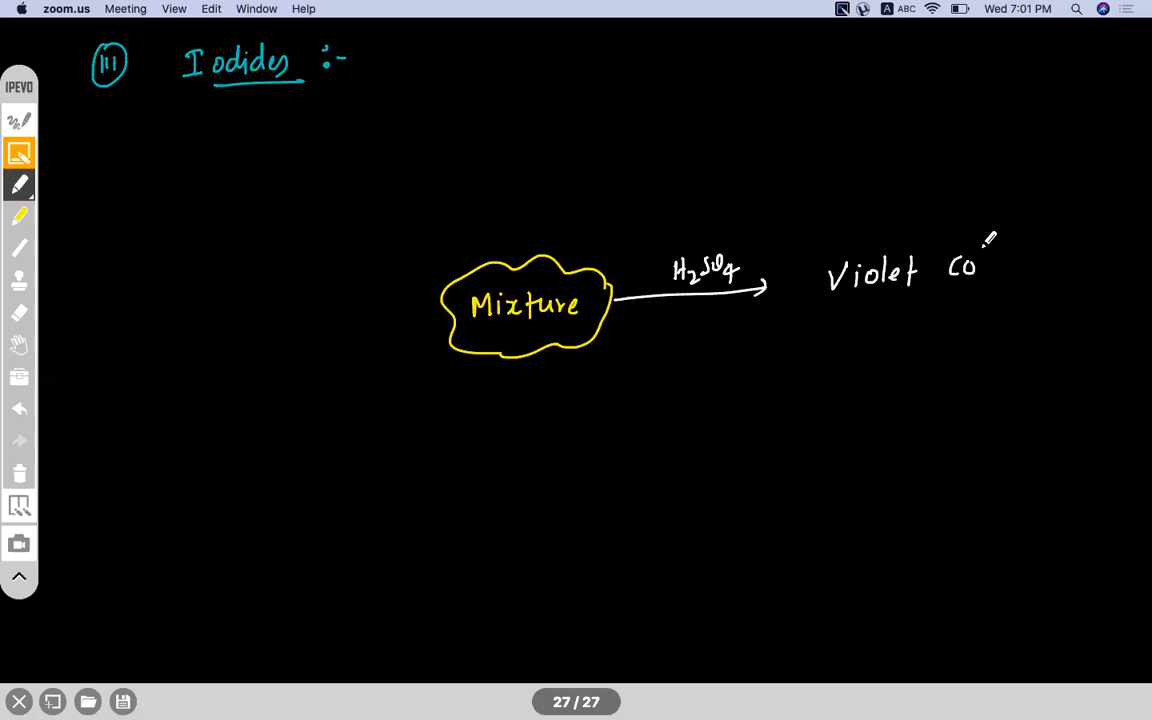 zoom.us Meeting View Edit Window Help A ABC Wed 7:01 PM
III Iodides :-
IPEVO
H₂SO₄
Violet Co
Mixture
27 / 27